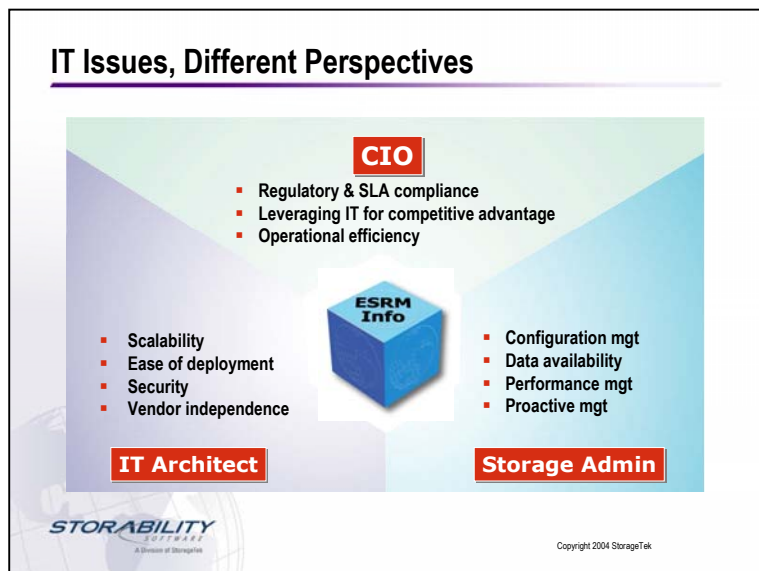 IT Issues, Different Perspectives
CIO
▪ Regulatory & SLA compliance
▪ Leveraging IT for competitive advantage
▪ Operational efficiency
ESRM
Info
▪ Scalability
▪ Ease of deployment
▪ Security
▪ Vendor independence
▪ Configuration mgt
▪ Data availability
▪ Performance mgt
▪ Proactive mgt
IT Architect
Storage Admin
STORABILITY
SOFTWARE
A Division of StorageTek
Copyright 2004 StorageTek